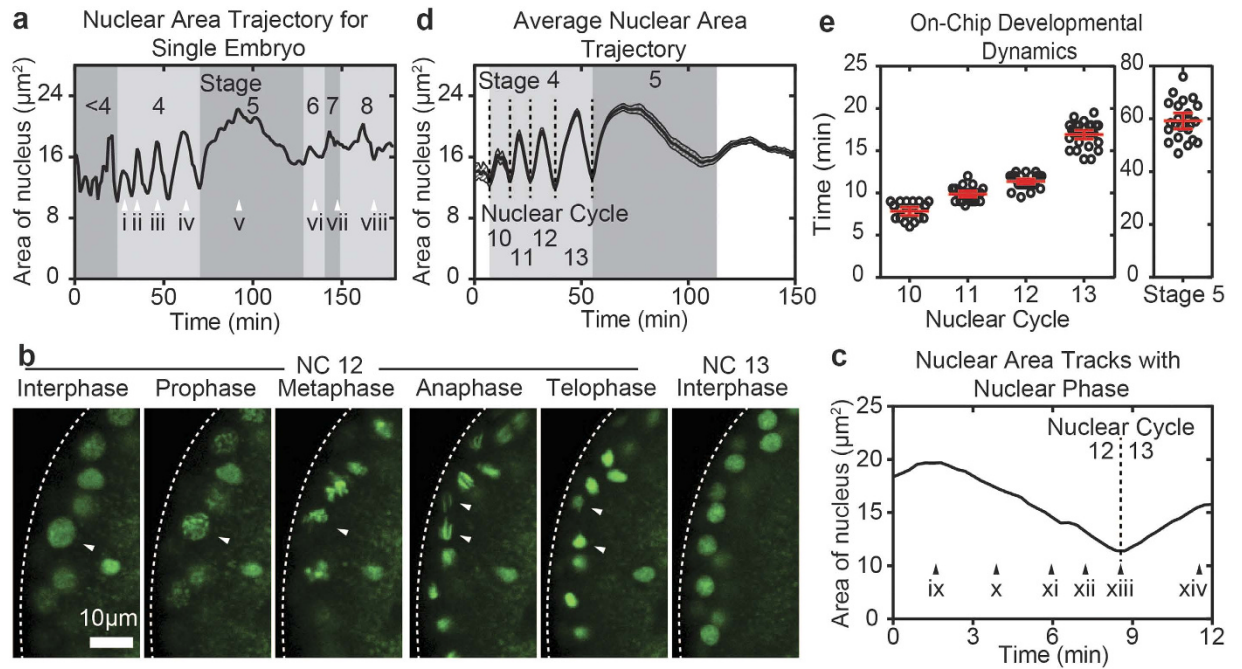 a
Nuclear Area Trajectory for
Single Embryo
Area of nucleus (µm²)
28
24
16
8
0
Stage
<4 4 5 6 7 8
i ii iii iv v vi vii viii
0 50 100 150
Time (min)
d
Average Nuclear Area
Trajectory
Area of nucleus (µm²)
28
24
16
8
0
Stage 4 5
Nuclear Cycle
10 11 12 13
0 50 100 150
Time (min)
e
On-Chip Developmental
Dynamics
Time (min)
25
20
15
10
5
0
10 11 12 13
Nuclear Cycle
80
60
40
20
0
Stage 5
b
NC 12
NC 13
Interphase Prophase Metaphase Anaphase Telophase Interphase
10µm
c
Nuclear Area Tracks with
Nuclear Phase
Area of nucleus (µm²)
25
20
15
10
0
Nuclear Cycle
12 13
ix x xi xii xiii xiv
0 3 6 9 12
Time (min)